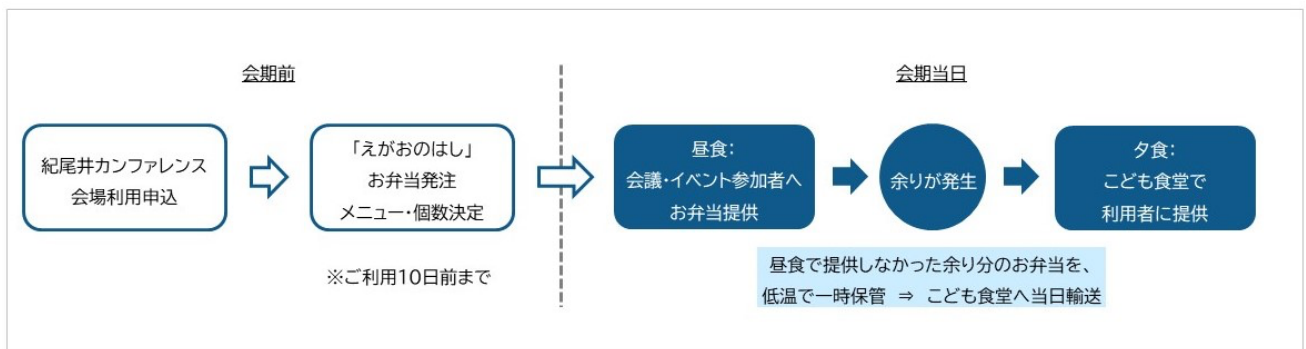 会期前
紀尾井カンファレンス
会場利用申込
「えがおのはし」
お弁当発注
メニュー・個数決定
※ご利用10日前まで
会期当日
昼食：
会議・イベント参加者へ
お弁当提供
余りが発生
夕食：
こども食堂で
利用者に提供
昼食で提供しなかった余り分のお弁当を、
低温で一時保管 ⇒ こども食堂へ当日輸送